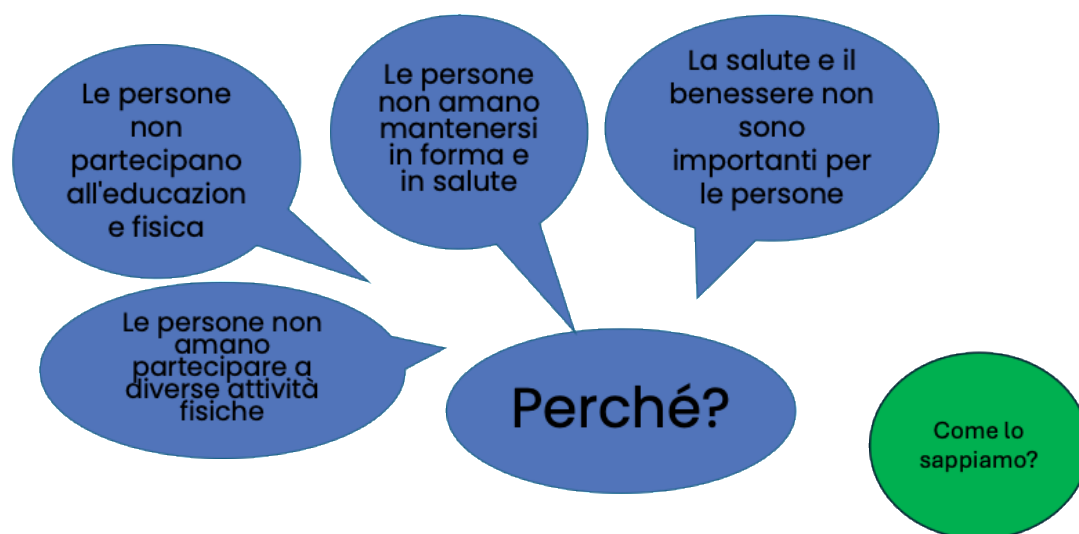 Le persone
non
partecipano
all'educazion
e fisica
Le persone
non amano
mantenersi
in forma e
in salute
La salute e il
benessere non
sono
importanti per
le persone
Le persone non
amano
partecipare a
diverse attività
fisiche
Perché?
Come lo
sappiamo?